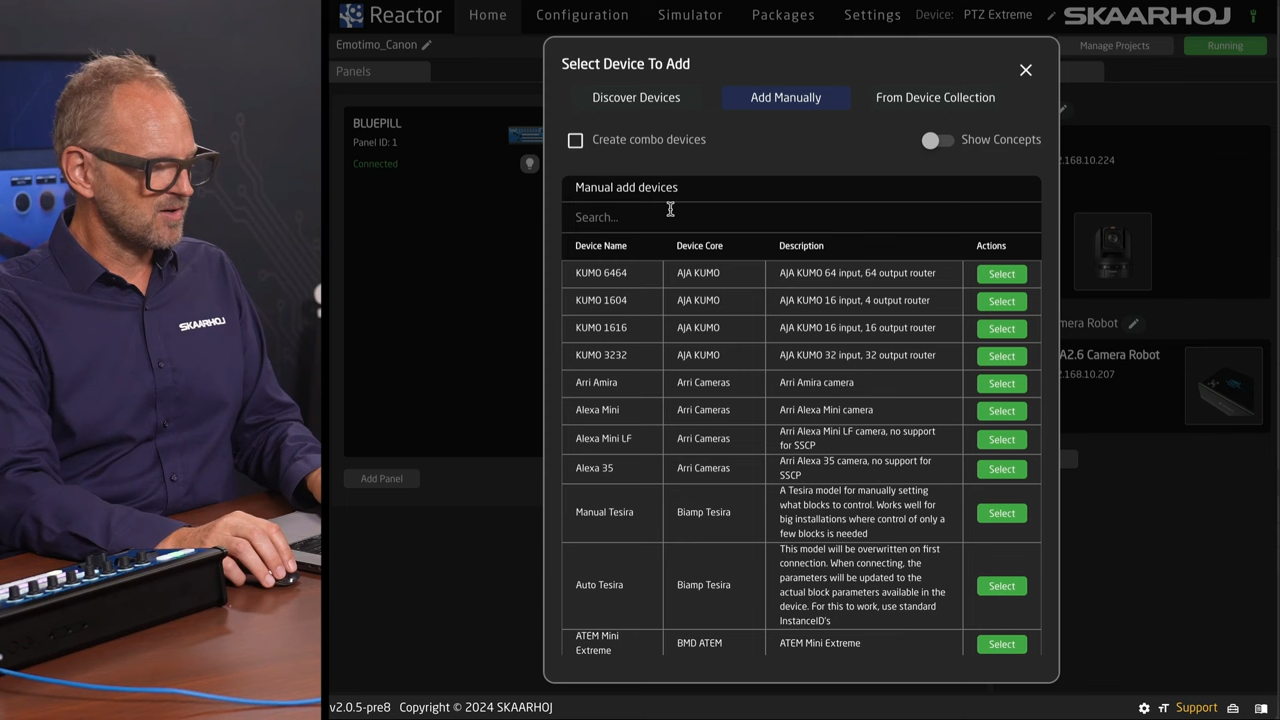 Reactor
Home
Configuration
Simulator
Packages
Settings
Device: PTZ Extreme
SKAARHOJ
Emotimo_Canon
Manage Projects
Running
Panels
BLUEPILL
Panel ID: 1
Connected
Add Panel
Select Device To Add
Discover Devices
Add Manually
From Device Collection
Create combo devices
Show Concepts
Manual add devices
Search...
Device Name
Device Core
Description
Actions
KUMO 6464
AJA KUMO
AJA KUMO 64 input, 64 output router
Select
KUMO 1604
AJA KUMO
AJA KUMO 16 input, 4 output router
Select
KUMO 1616
AJA KUMO
AJA KUMO 16 input, 16 output router
Select
KUMO 3232
AJA KUMO
AJA KUMO 32 input, 32 output router
Select
Arri Amira
Arri Cameras
Arri Amira camera
Select
Alexa Mini
Arri Cameras
Arri Alexa Mini camera
Select
Alexa Mini LF
Arri Cameras
Arri Alexa Mini LF camera, no support
for SSCP
Select
Alexa 35
Arri Cameras
Arri Alexa 35 camera, no support for
SSCP
Select
Manual Tesira
Biamp Tesira
A Tesira model for manually setting
what blocks to control. Works well for
big installations where control of only a
few blocks is needed
Select
Auto Tesira
Biamp Tesira
This model will be overwritten on first
connection. When connecting, the
parameters will be updated to the
actual block parameters available in the
device. For this to work, use standard
InstanceID's
Select
ATEM Mini
Extreme
BMD ATEM
ATEM Mini Extreme
Select
2.168.10.224
mera Robot
A2.6 Camera Robot
2.168.10.207
SKAARHOJ
v2.0.5-pre8 Copyright © 2024 SKAARHOJ
Support